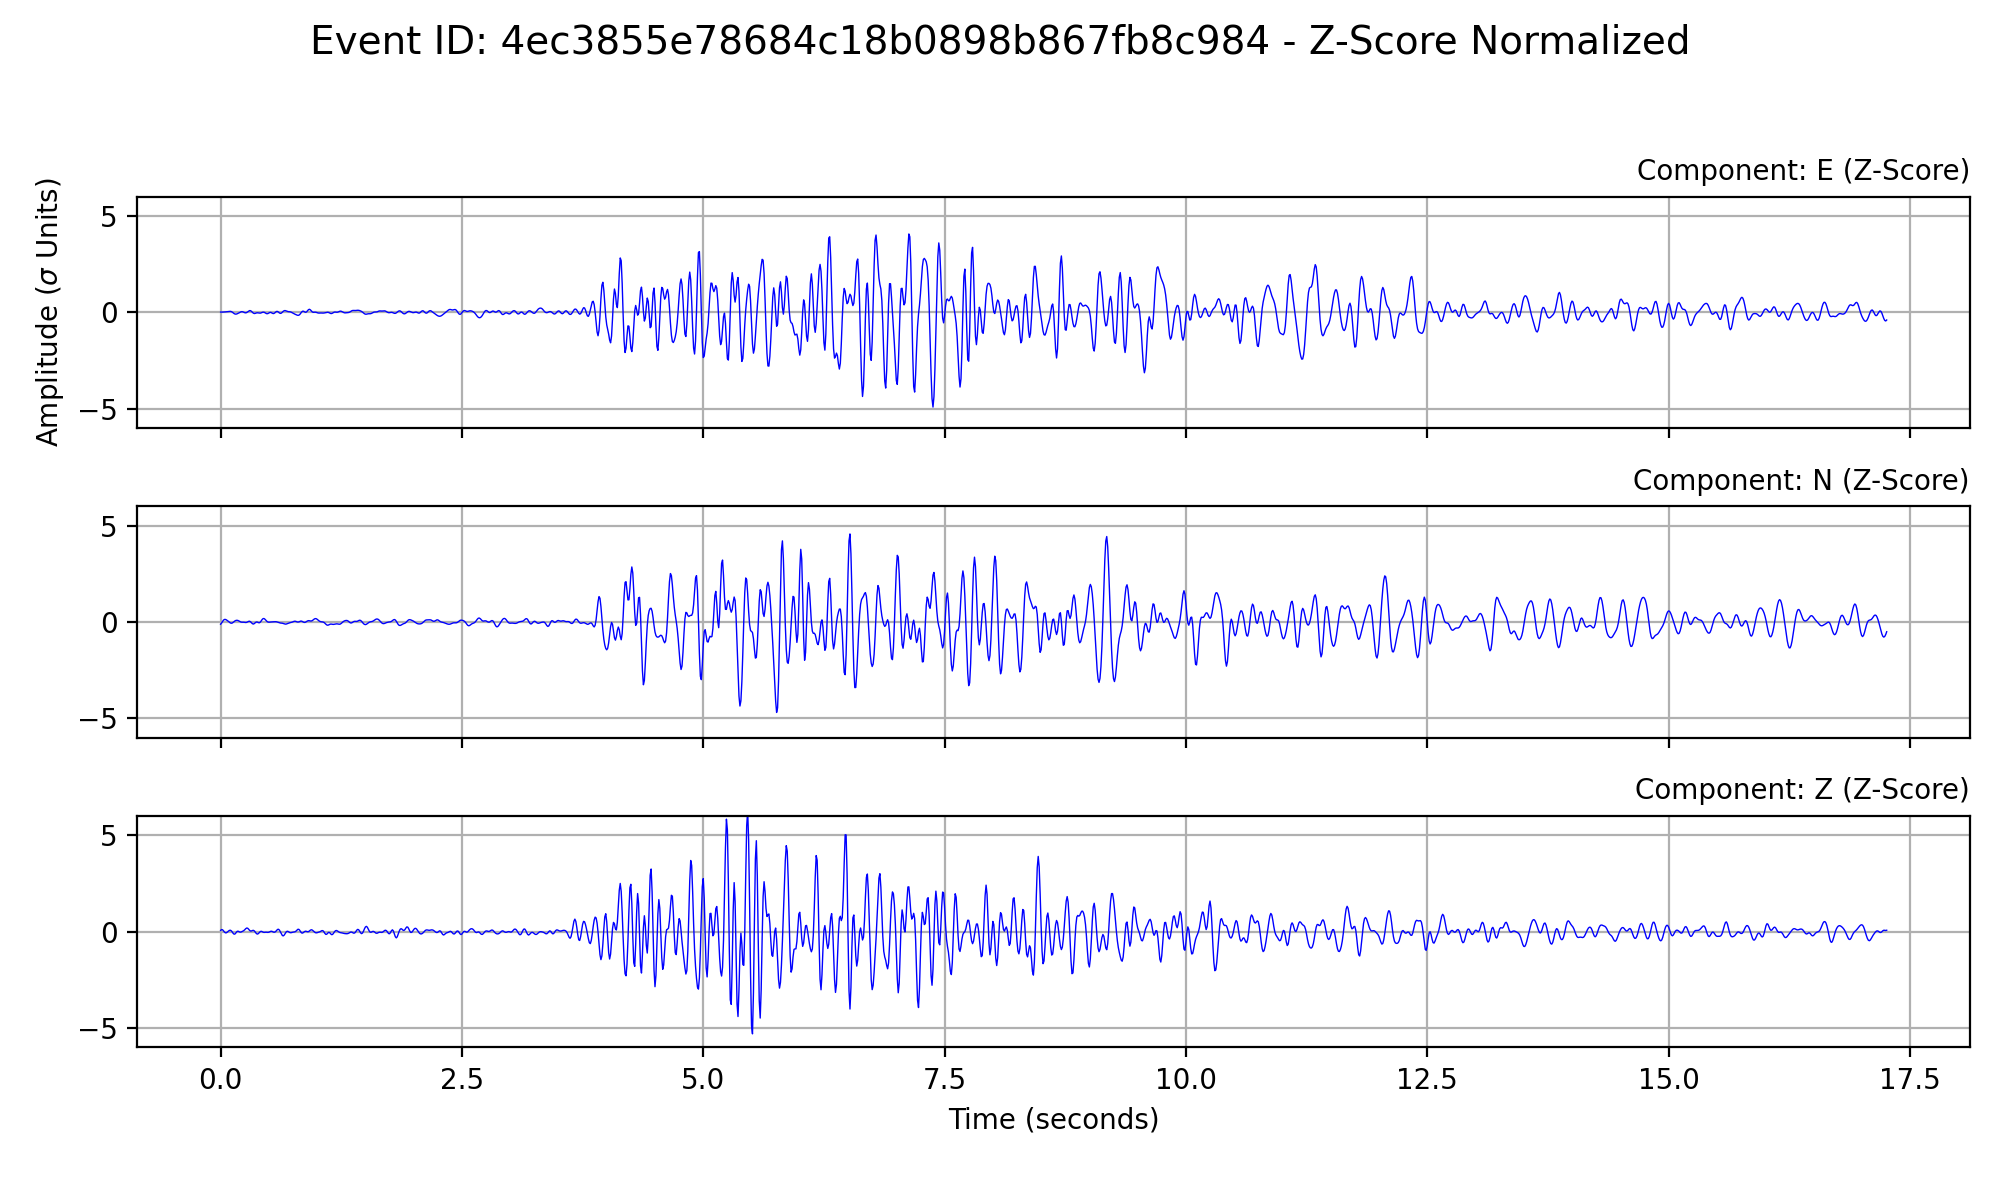 Event ID: 4ec3855e78684c18b0898b867fb8c984 - Z-Score Normalized
Component: E (Z-Score)
Amplitude (σ Units)
5
0
−5
Component: N (Z-Score)
5
0
−5
Component: Z (Z-Score)
5
0
−5
0.0 2.5 5.0 7.5 10.0 12.5 15.0 17.5
Time (seconds)